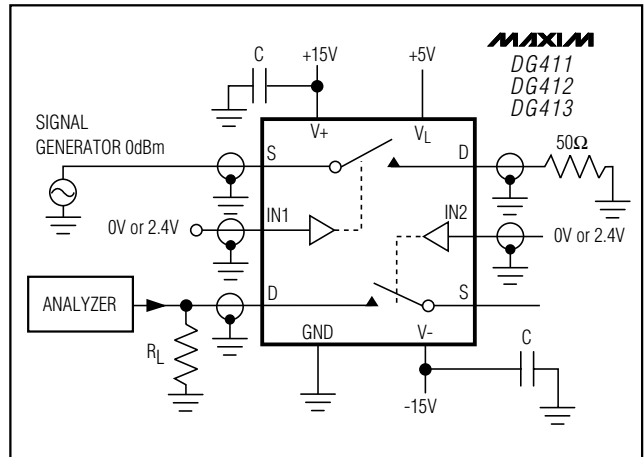 MAXIM
DG411
DG412
DG413
C
+15V
+5V
SIGNAL
GENERATOR 0dBm
V+
VL
S
D
50Ω
IN1
IN2
0V or 2.4V
0V or 2.4V
ANALYZER
D
S
RL
GND
V-
C
-15V